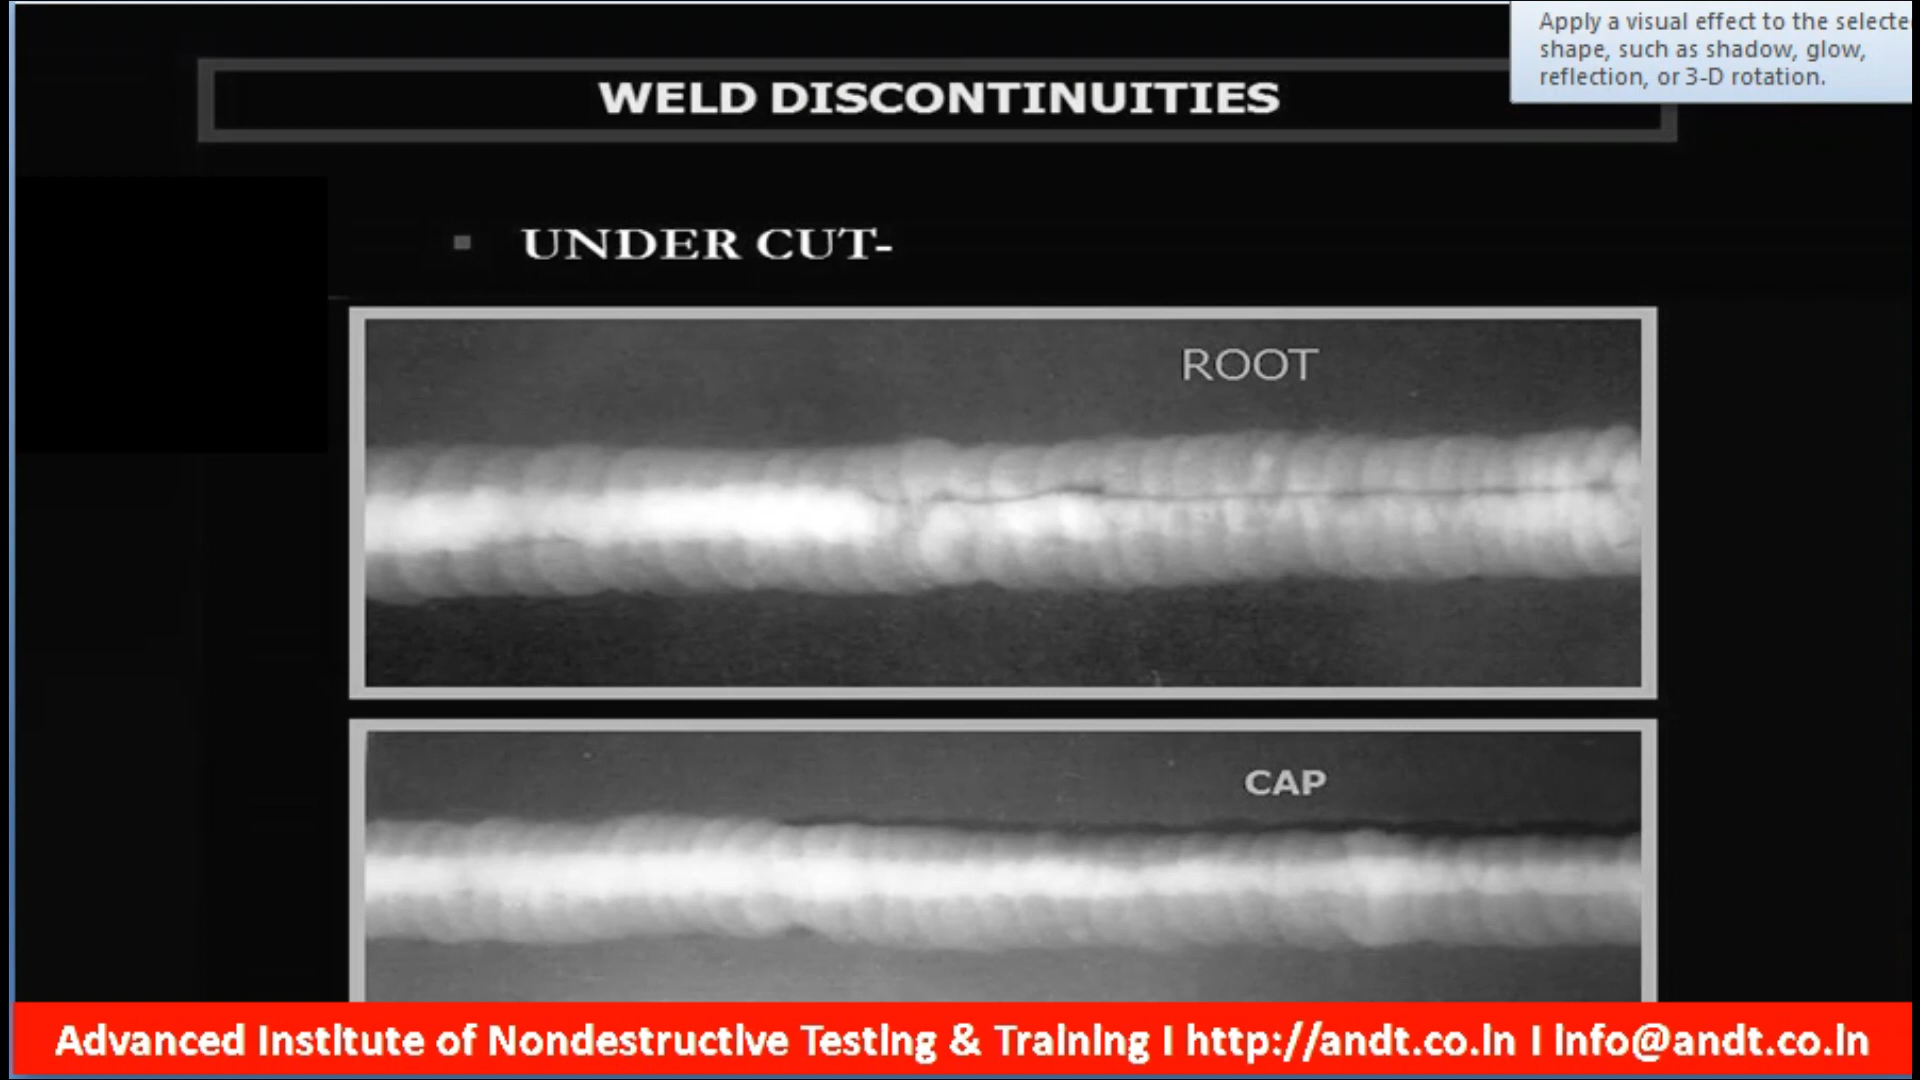 Apply a visual effect to the selecte
shape, such as shadow, glow,
reflection, or 3-D rotation.
WELD DISCONTINUITIES
▪ UNDER CUT-
ROOT
CAP
Advanced Institute of Nondestructive Testing & Training I http://andt.co.in I info@andt.co.in